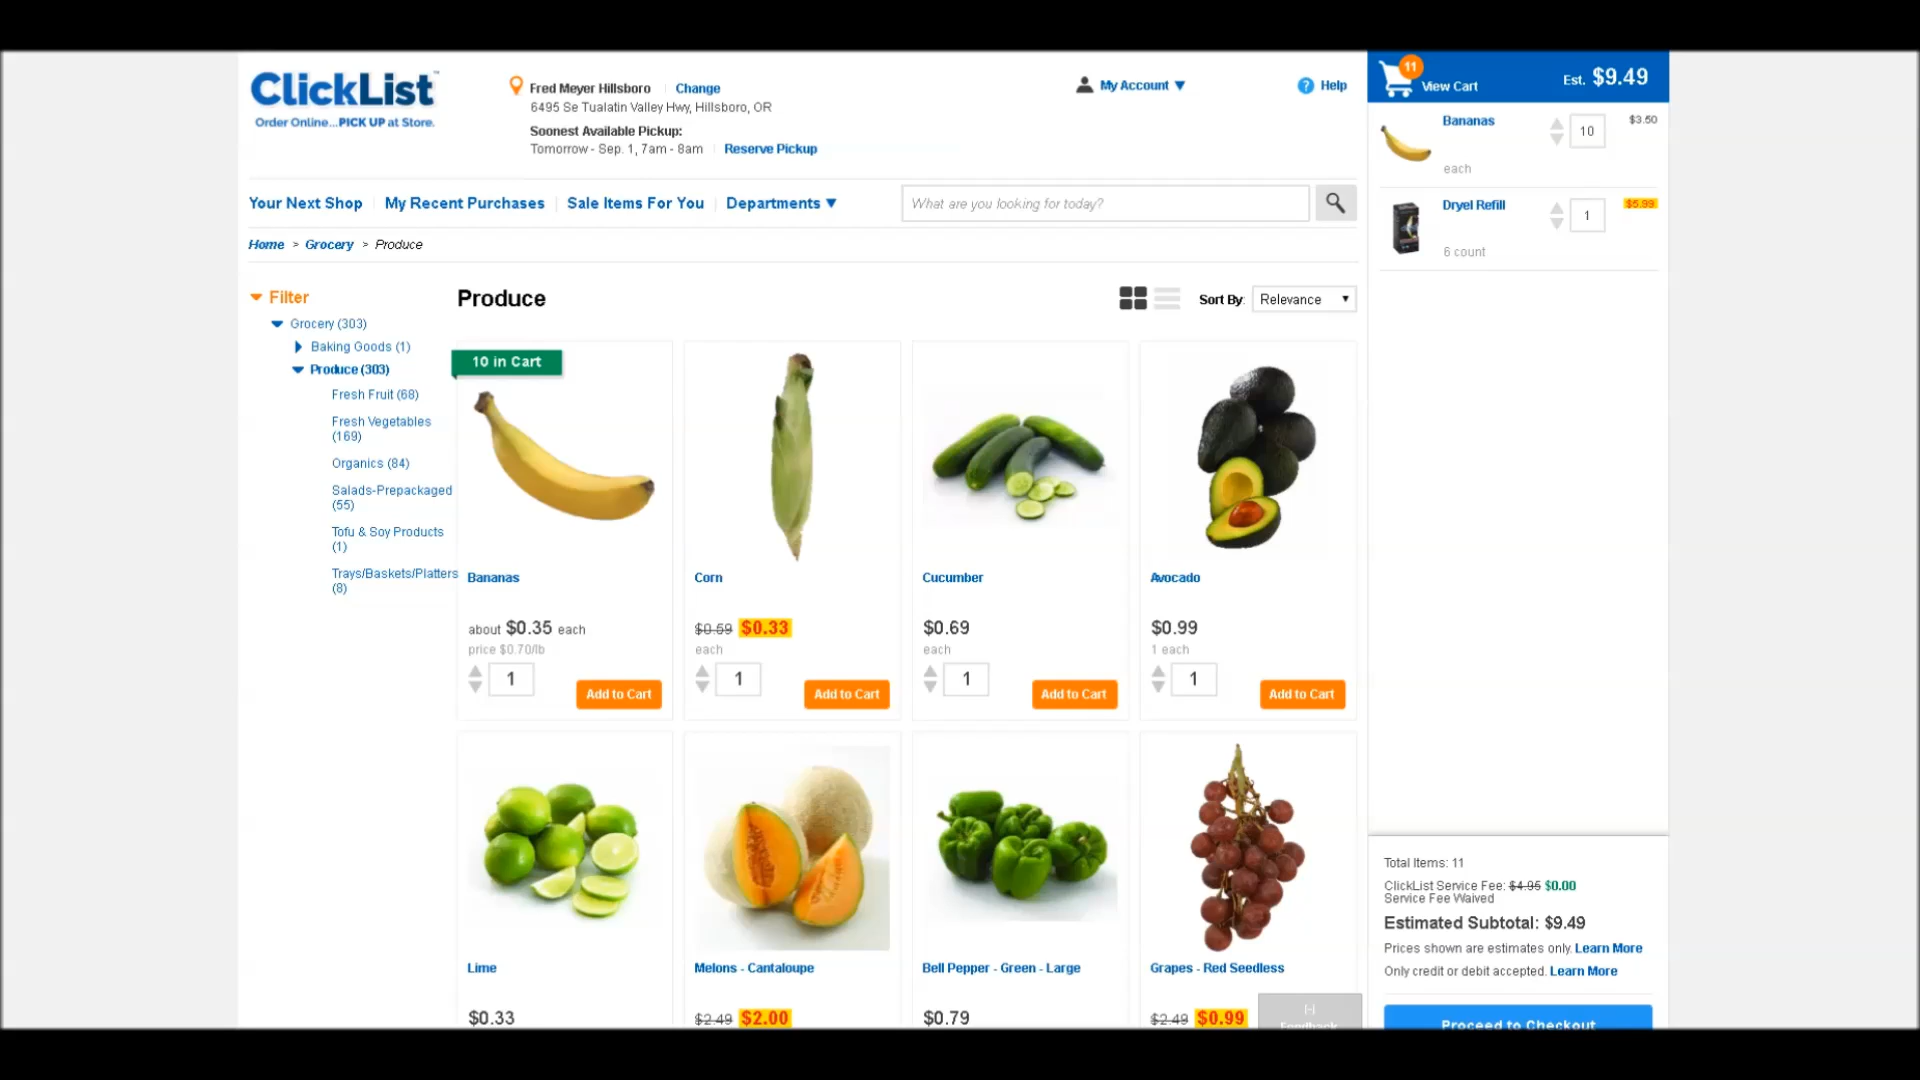 ClickList™
Order Online...PICK UP at Store.
Fred Meyer Hillsboro
Change
6495 Se Tualatin Valley Hwy, Hillsboro, OR
Soonest Available Pickup:
Tomorrow - Sep. 1, 7am - 8am
Reserve Pickup
My Account ▼
? Help
11
View Cart
Est. $9.49
Your Next Shop
My Recent Purchases
Sale Items For You
Departments ▼
What are you looking for today?
Home > Grocery > Produce
Filter
Grocery (303)
Baking Goods (1)
Produce (303)
Fresh Fruit (68)
Fresh Vegetables
(169)
Organics (84)
Salads-Prepackaged
(55)
Tofu & Soy Products
(1)
Trays/Baskets/Platters
(8)
Produce
Sort By: Relevance ▼
10 in Cart
Bananas
about $0.35 each
price $0.70/lb
1
Add to Cart
Corn
$0.59 $0.33
each
1
Add to Cart
Cucumber
$0.69
each
1
Add to Cart
Avocado
$0.99
1 each
1
Add to Cart
Lime
$0.33
Melons - Cantaloupe
$2.49 $2.00
Bell Pepper - Green - Large
$0.79
Grapes - Red Seedless
$2.49 $0.99
[-]
Feedback
Bananas
10
$3.50
each
Dryel Refill
1
$5.99
6 count
Total Items: 11
ClickList Service Fee: $4.95 $0.00
Service Fee Waived
Estimated Subtotal: $9.49
Prices shown are estimates only. Learn More
Only credit or debit accepted. Learn More
Proceed to Checkout